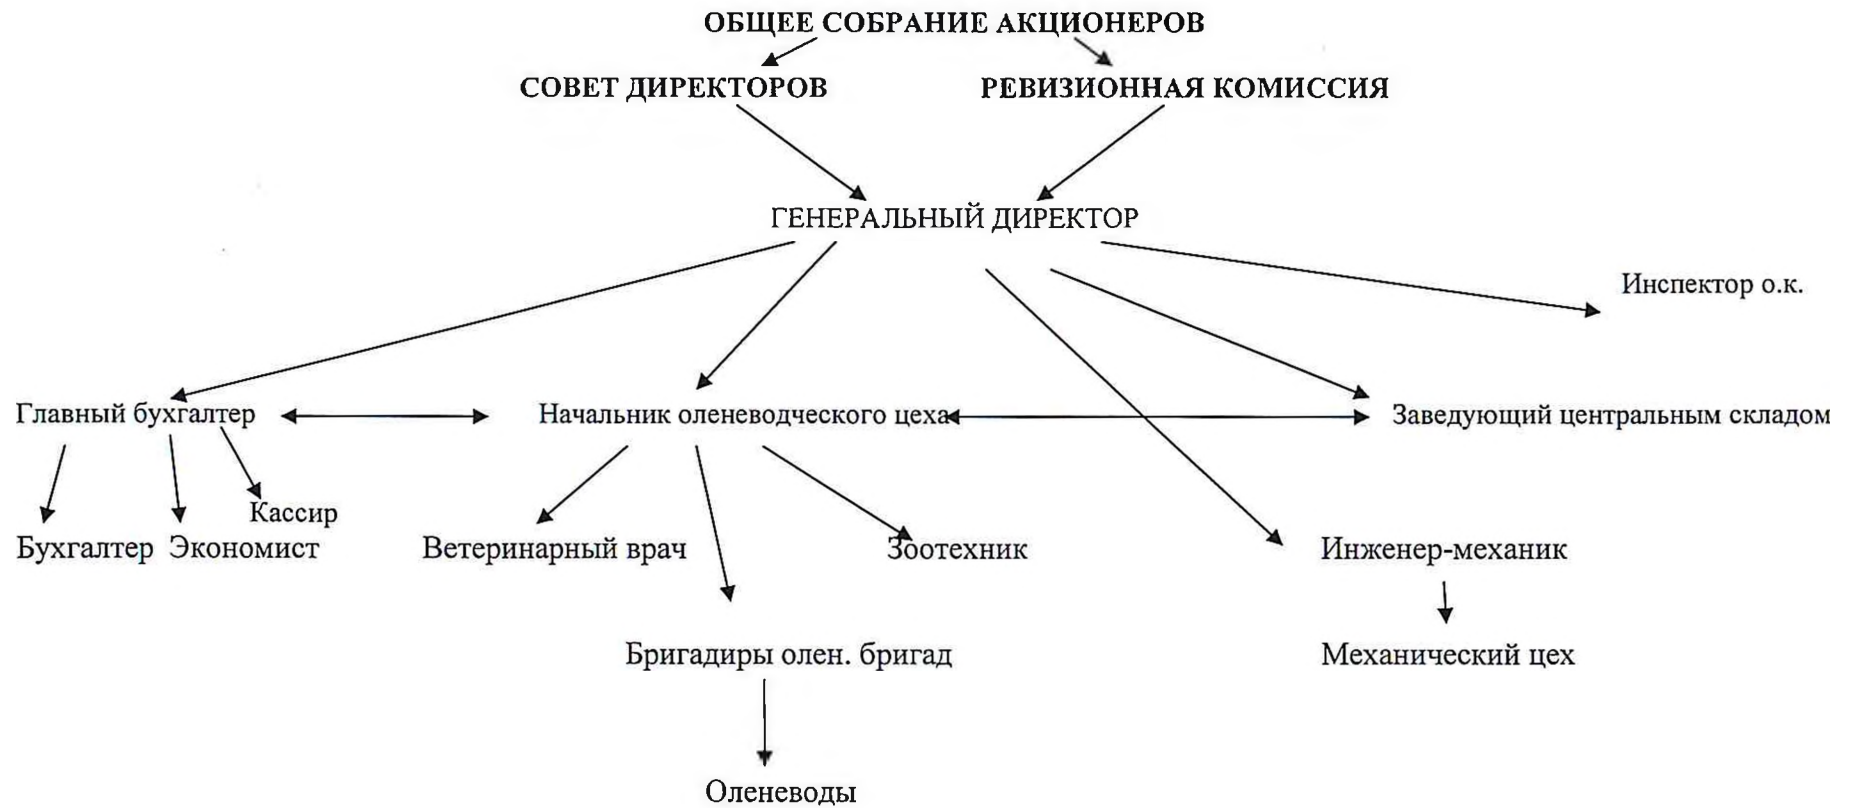 ОБЩЕЕ СОБРАНИЕ АКЦИОНЕРОВ
СОВЕТ ДИРЕКТОРОВ
РЕВИЗИОННАЯ КОМИССИЯ
ГЕНЕРАЛЬНЫЙ ДИРЕКТОР
Инспектор о.к.
Главный бухгалтер
Начальник оленеводческого цеха
Заведующий центральным складом
Кассир
Бухгалтер
Экономист
Ветеринарный врач
Зоотехник
Инженер-механик
Бригадиры олен. бригад
Механический цех
Оленеводы